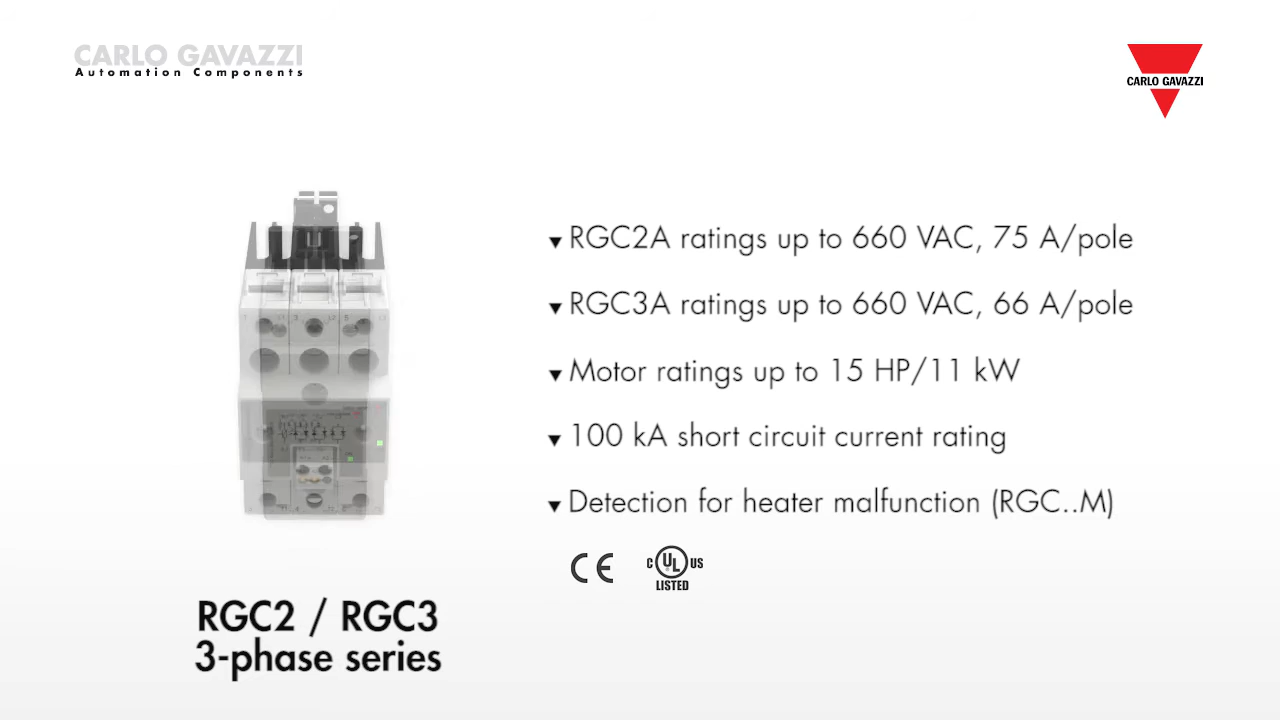 CARLO GAVAZZI
Automation Components
CARLO GAVAZZI
▼ RGC2A ratings up to 660 VAC, 75 A/pole
▼ RGC3A ratings up to 660 VAC, 66 A/pole
▼ Motor ratings up to 15 HP/11 kW
▼ 100 kA short circuit current rating
▼ Detection for heater malfunction (RGC..M)
CE
C UL US
LISTED
RGC2 / RGC3
3-phase series